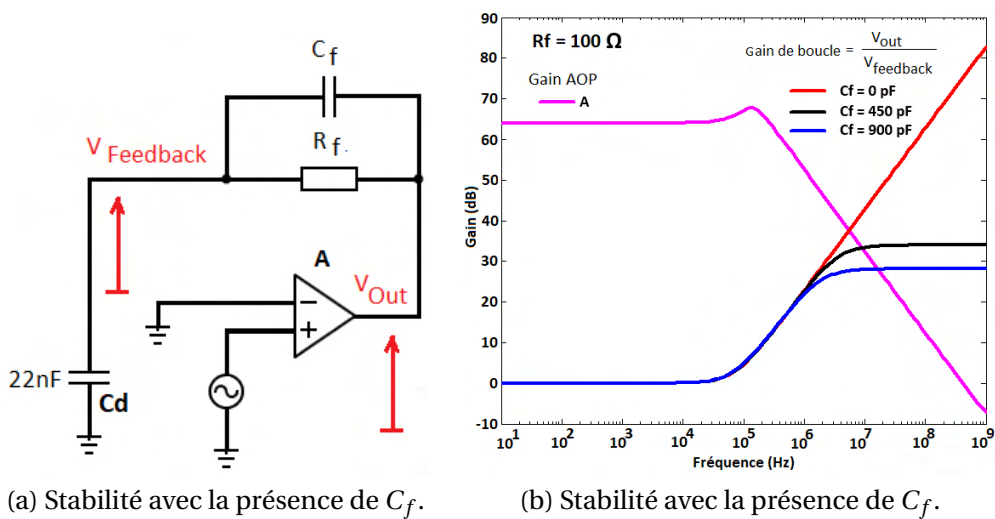 C f
R f .
V Feedback
A
V Out
−
+
22nF
Cd
(a) Stabilité avec la présence de Cf.
90
80
70
60
50
40
30
20
10
0
-10
Gain (dB)
Rf = 100 Ω
Gain AOP
A
Gain de boucle = Vout / Vfeedback
Cf = 0 pF
Cf = 450 pF
Cf = 900 pF
10^1 10^2 10^3 10^4 10^5 10^6 10^7 10^8 10^9
Fréquence (Hz)
(b) Stabilité avec la présence de Cf.